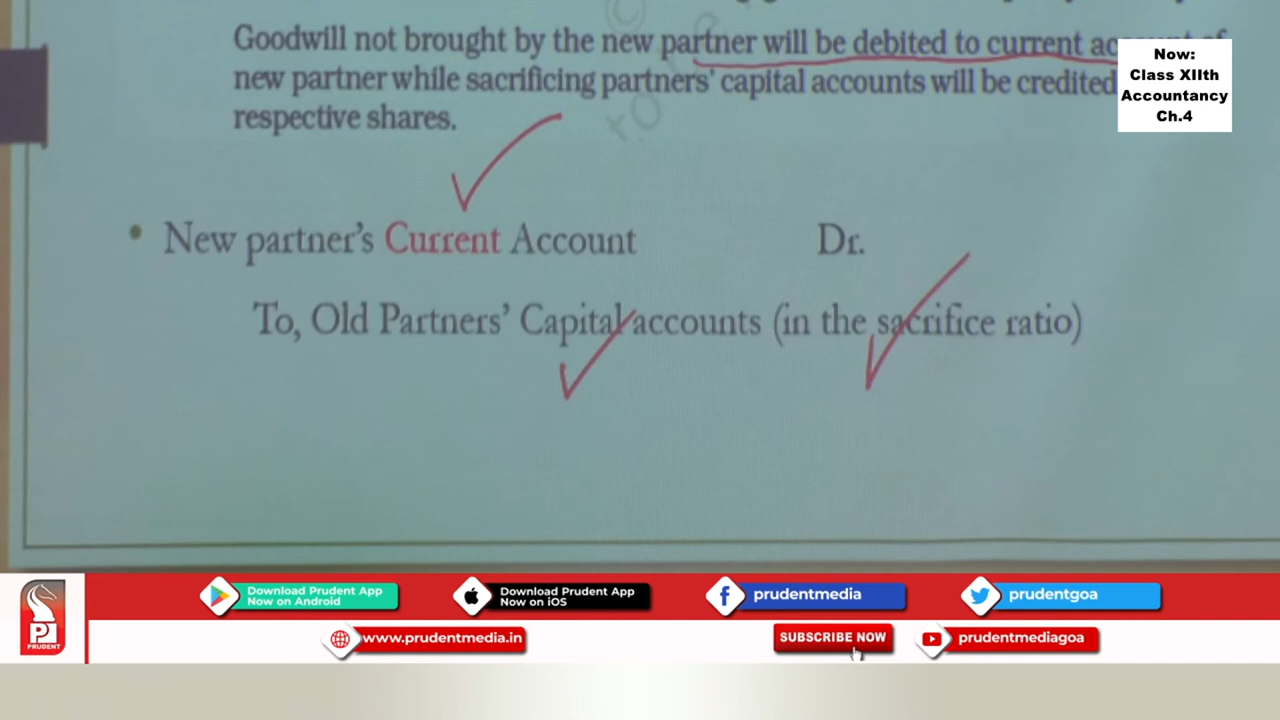 Goodwill not brought by the new partner will be debited to current of
new partner while sacrificing partners' capital accounts will be credited
respective shares.
Now:
Class XIIth
Accountancy
Ch.4
• New partner's Current Account Dr.
To, Old Partners' Capital accounts (in the sacrifice ratio)
Download Prudent App
Now on Android
Download Prudent App
Now on iOS
prudentmedia
prudentgoa
PRUDENT
www.prudentmedia.in
SUBSCRIBE NOW
prudentmediagoa